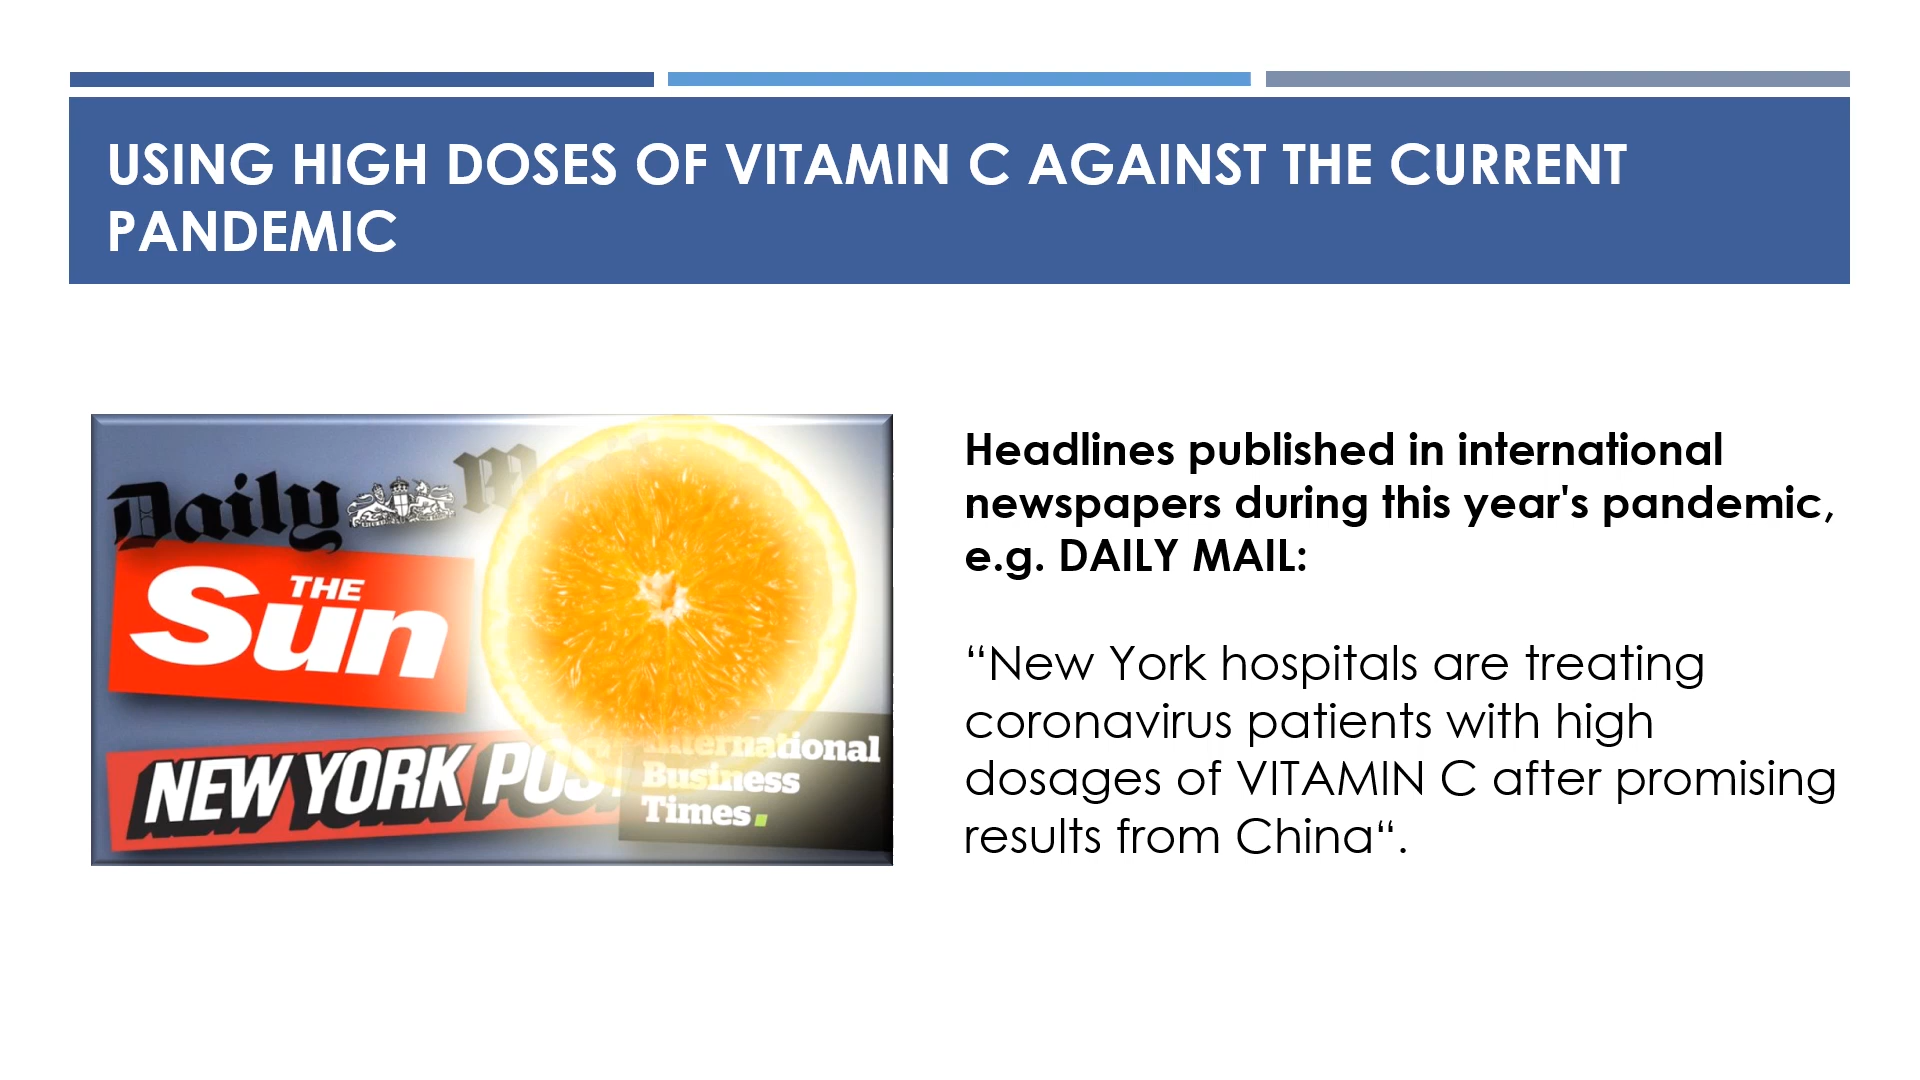 USING HIGH DOSES OF VITAMIN C AGAINST THE CURRENT
PANDEMIC
Daily M
THE
Sun
NEW YORK POST
International
Business
Times.
Headlines published in international
newspapers during this year's pandemic,
e.g. DAILY MAIL:
“New York hospitals are treating
coronavirus patients with high
dosages of VITAMIN C after promising
results from China“.